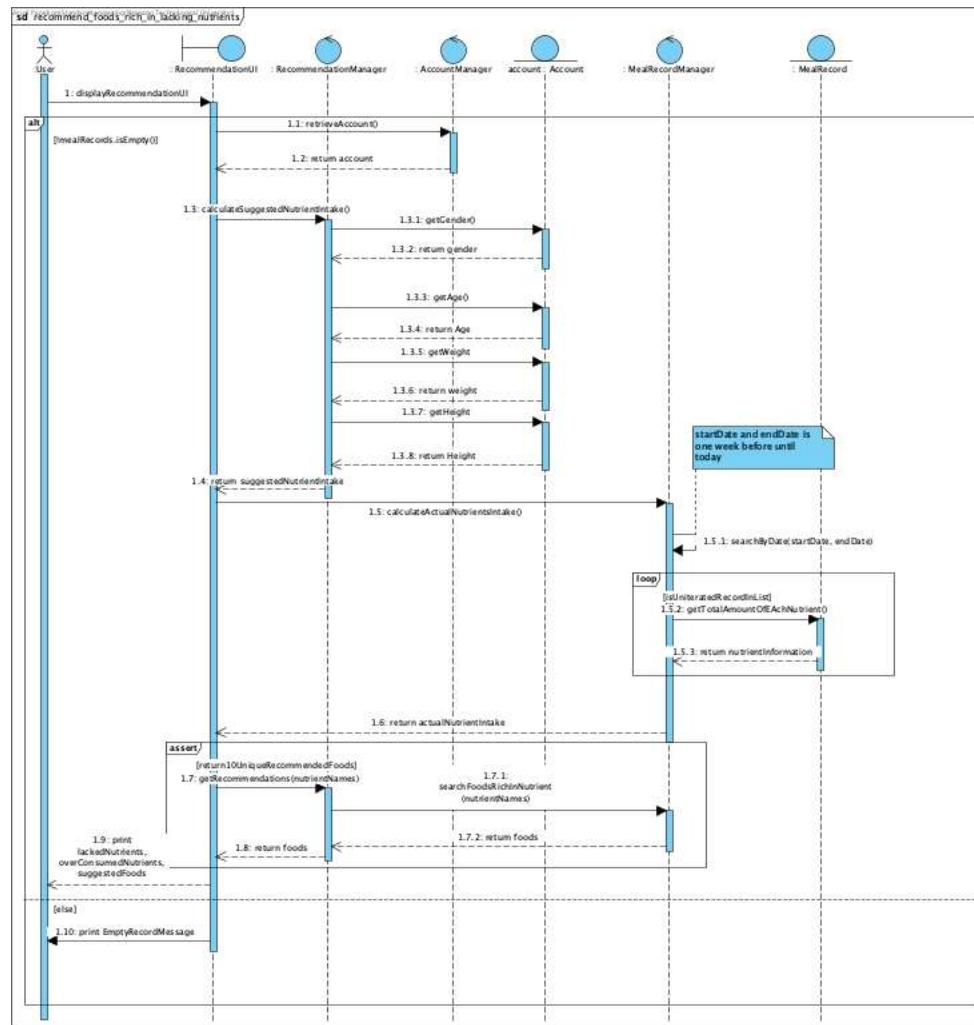 sd recommend_foods_rich_in_lacking_nutrients
:User
: RecommendationUI
: RecommendationManager
: AccountManager
account : Account
: MealRecordManager
: MealRecord
1: displayRecommendationUI
alt
[!mealRecords.isEmpty()]
1.1: retrieveAccount()
1.2: return account
1.3: calculateSuggestedNutrientIntake()
1.3.1: getGender()
1.3.2: return gender
1.3.3: getAge()
1.3.4: return Age
1.3.5: getWeight
1.3.6: return weight
1.3.7: getHeight
startDate and endDate is
one week before until
today
1.3.8: return Height
1.4: return suggestedNutrientIntake
1.5: calculateActualNutrientsIntake()
1.5.1: searchByDate(startDate, endDate)
loop
[isUniteratedRecordInList]
1.5.2: getTotalAmountOfEAchNutrient()
1.5.3: return nutrientInformation
1.6: return actualNutrientIntake
assert
[return10UniqueRecommendedFoods]
1.7: getRecommendations(nutrientNames)
1.7.1:
searchFoodsRichInNutrient
(nutrientNames)
1.7.2: return foods
1.8: return foods
1.9: print
lackedNutrients,
overConsumedNutrients,
suggestedFoods
[else]
1.10: print EmptyRecordMessage